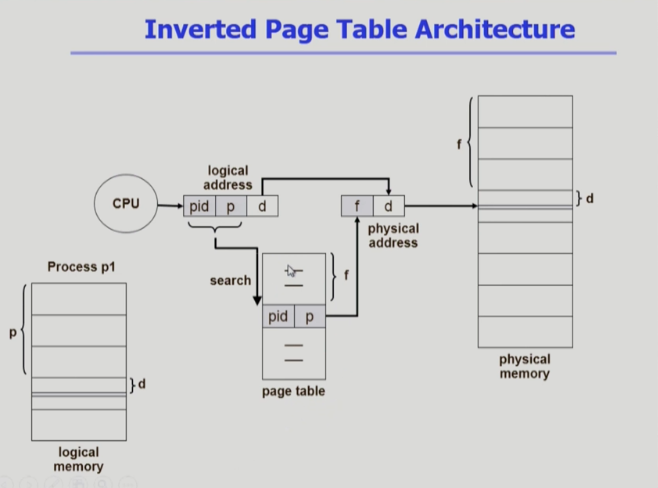 Inverted Page Table Architecture
f
logical
address
CPU
pid p d
f d
}d
physical
address
Process p1
search
f
pid p
p
}d
page table
physical
memory
logical
memory